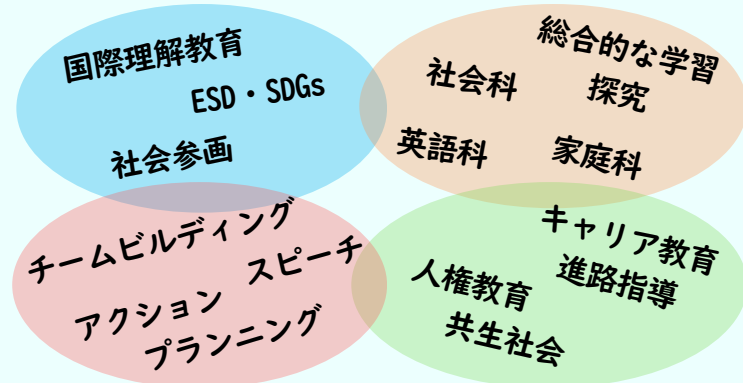 国際理解教育
ESD・SDGs
社会参画
総合的な学習
探究
社会科
英語科
家庭科
チームビルディング
スピーチ
アクション
プランニング
キャリア教育
進路指導
人権教育
共生社会